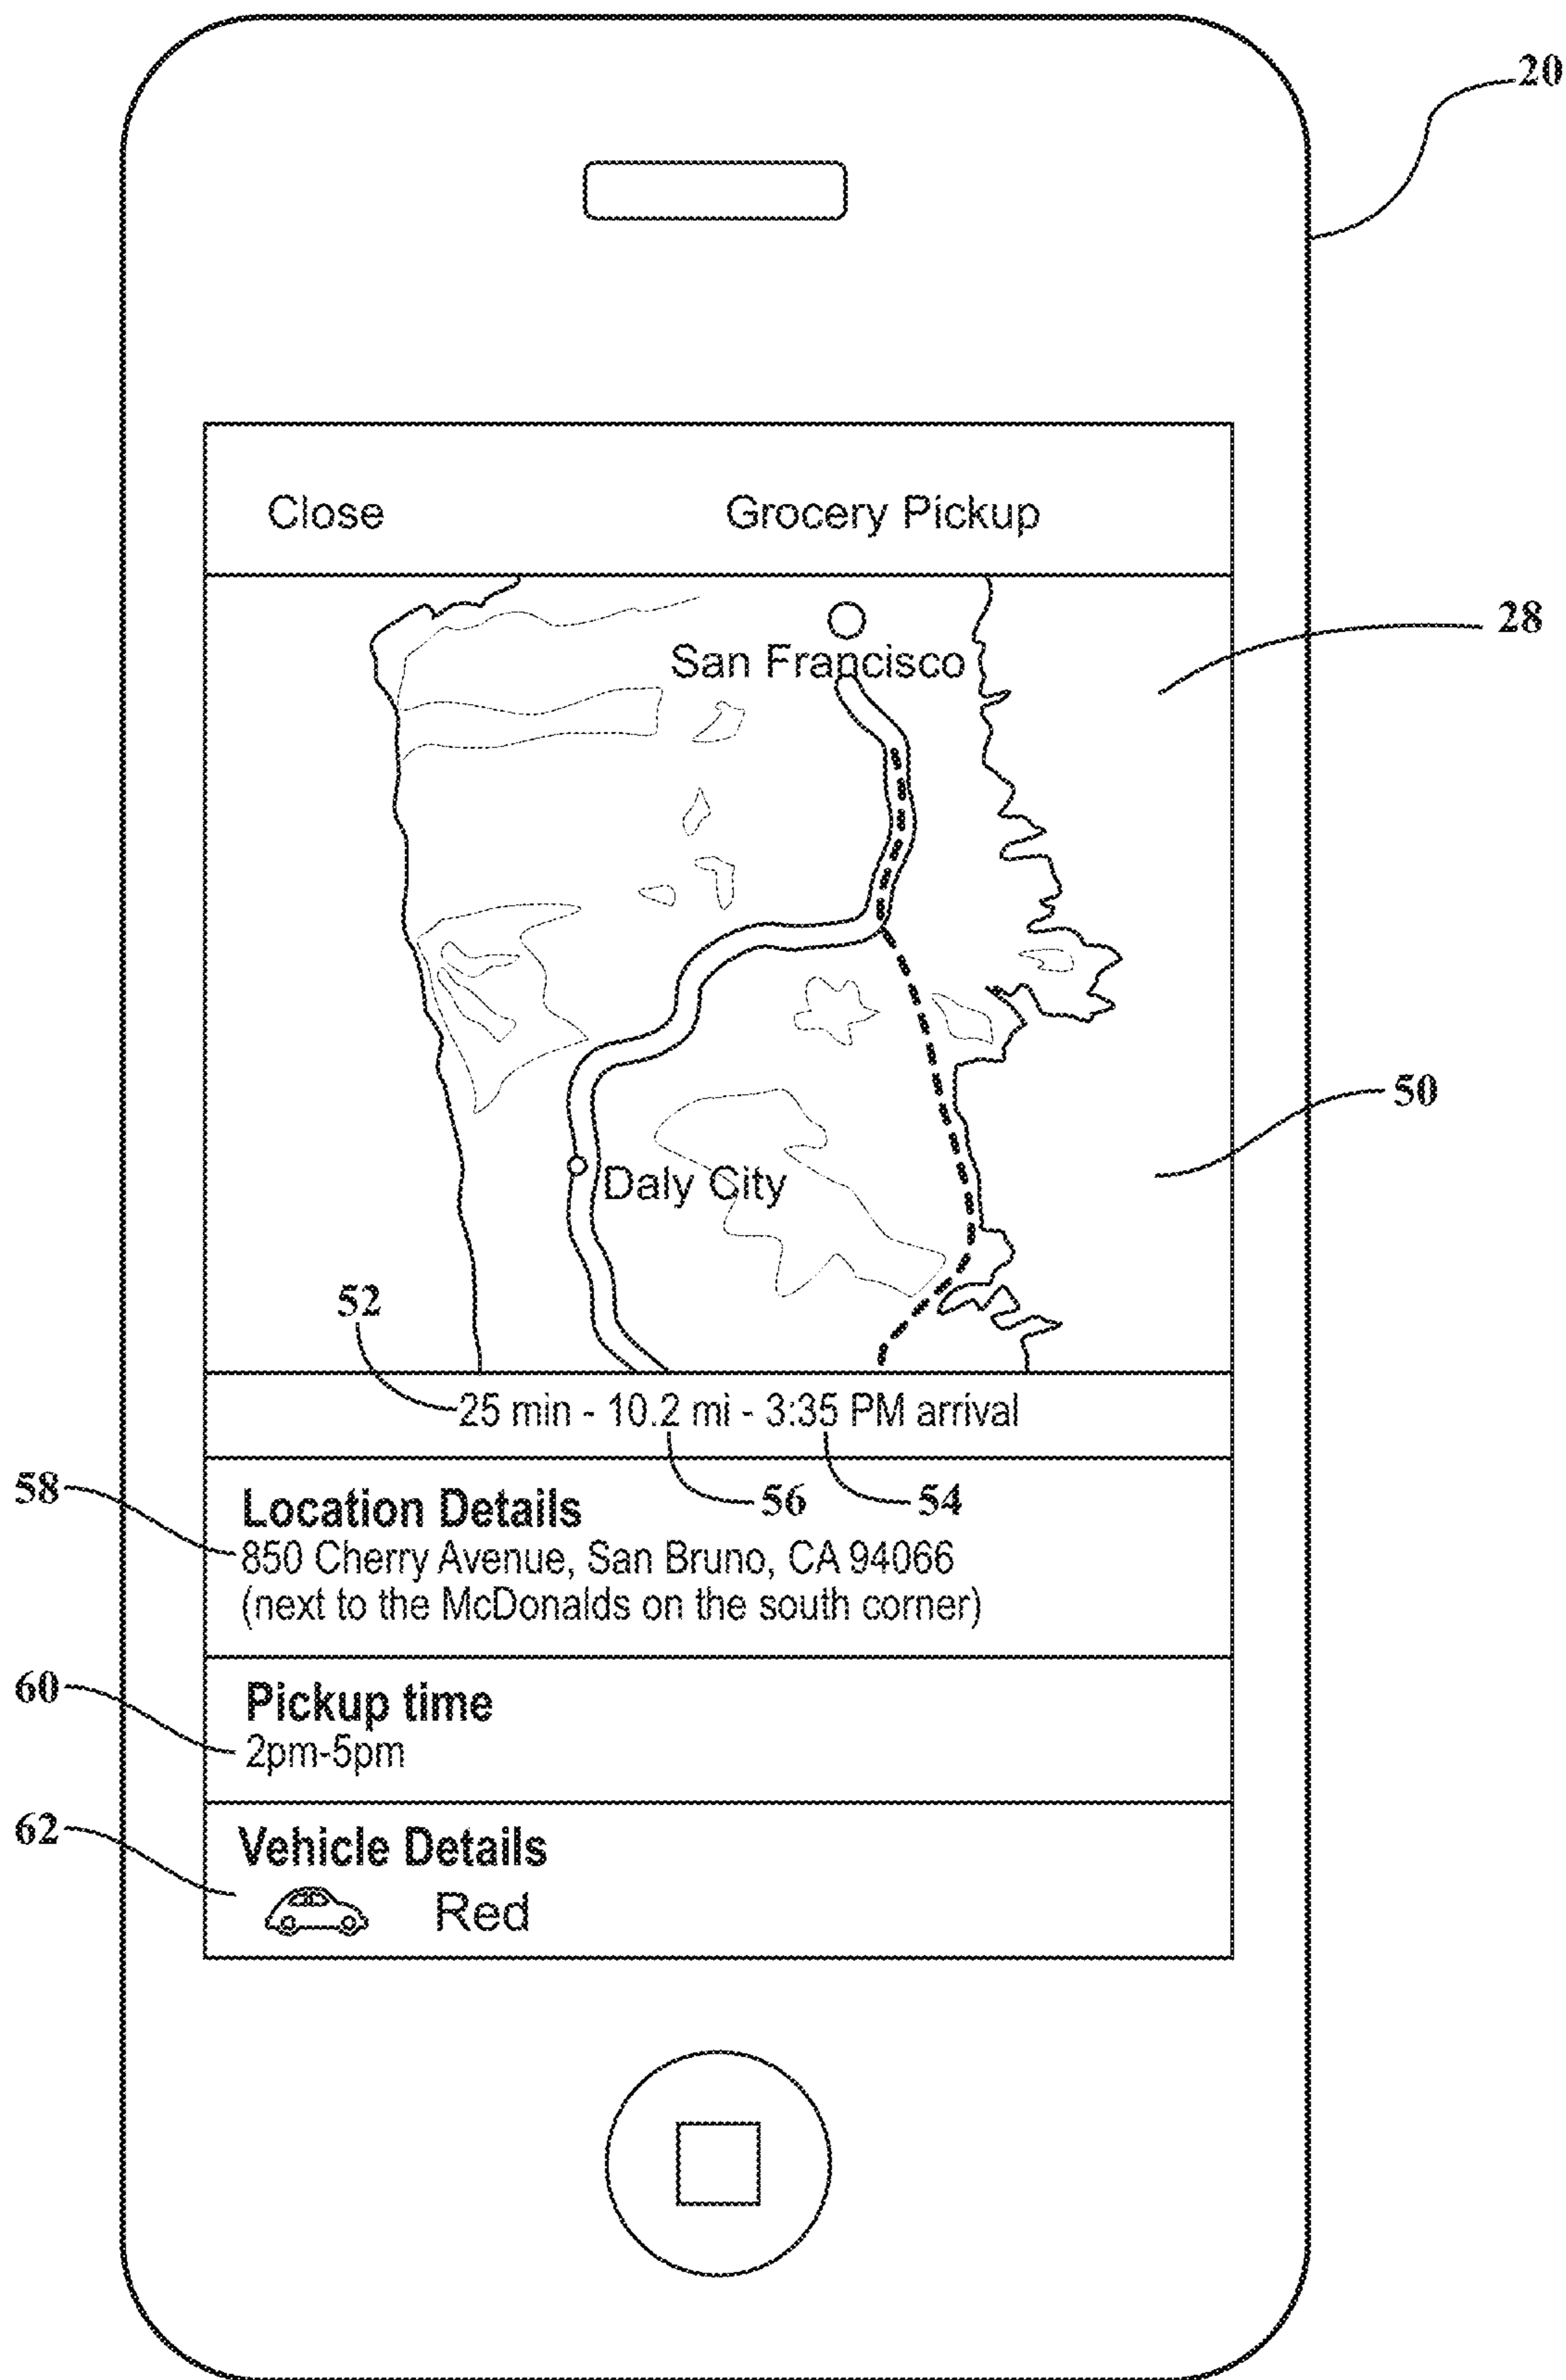 20
Close Grocery Pickup
San Francisco
28
50
Daly City
52
25 min - 10.2 mi - 3:35 PM arrival
56 54
58
Location Details
850 Cherry Avenue, San Bruno, CA 94066
(next to the McDonalds on the south corner)
60
Pickup time
2pm-5pm
62
Vehicle Details
Red